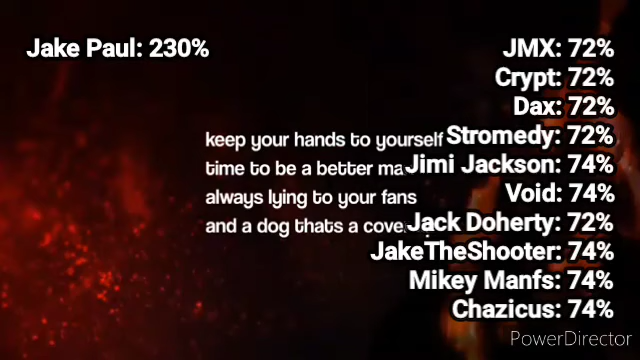 Jake Paul: 230%
JMX: 72%
Crypt: 72%
Dax: 72%
keep your hands to yourself
Stromedy: 72%
time to be a better
Jimi Jackson: 74%
Void: 74%
always lying to your fans
and a dog thats a
Jack Doherty: 72%
JakeTheShooter: 74%
Mikey Manfs: 74%
Chazicus: 74%
PowerDirector